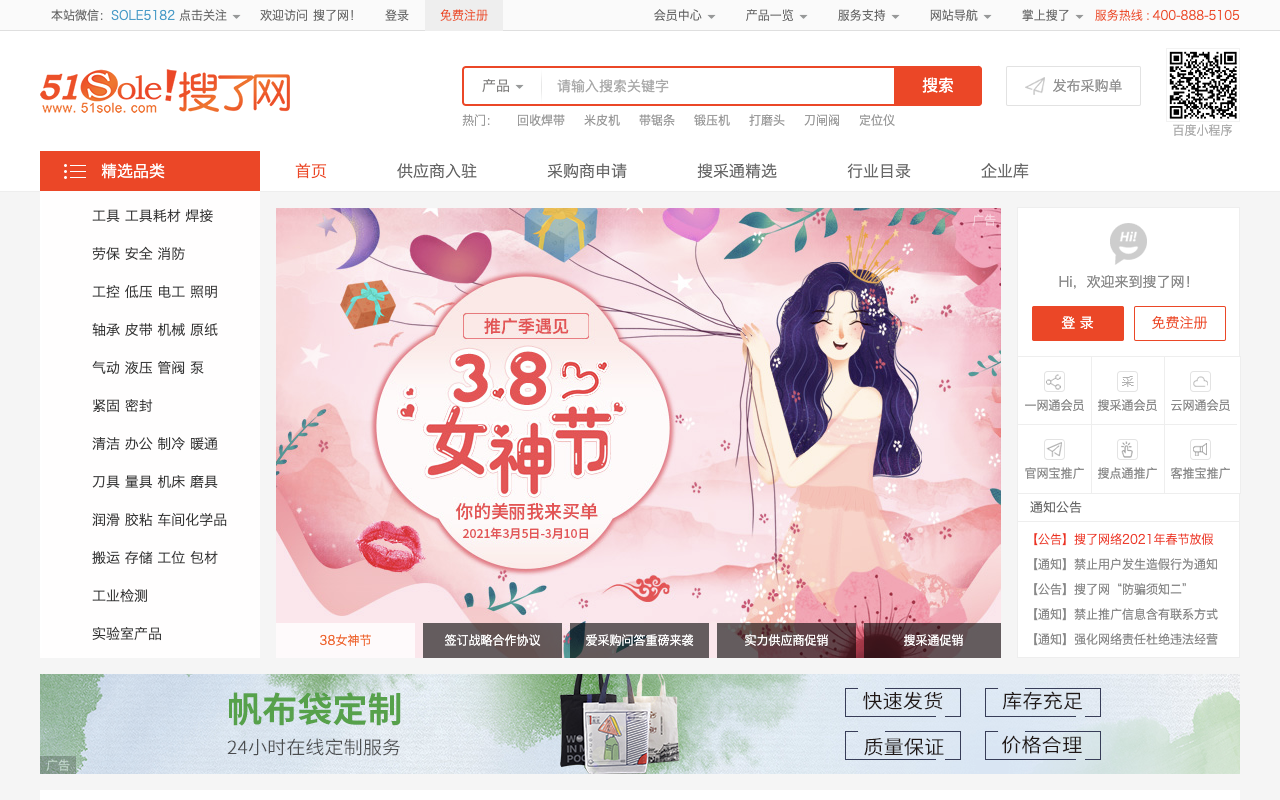 本站微信：SOLE5182 点击关注 欢迎访问 搜了网！ 登录 免费注册 会员中心 产品一览 服务支持 网站导航 掌上搜了 服务热线 : 400-888-5105
51Sole!搜了网
www. 51sole. com
产品 请输入搜索关键字 搜索 发布采购单
热门： 回收焊带 米皮机 带锯条 锻压机 打磨头 刀闸阀 定位仪
百度小程序
精选品类 首页 供应商入驻 采购商申请 搜采通精选 行业目录 企业库
工具 工具耗材 焊接
劳保 安全 消防
工控 低压 电工 照明
轴承 皮带 机械 原纸
气动 液压 管阀 泵
紧固 密封
清洁 办公 制冷 暖通
刀具 量具 机床 磨具
润滑 胶粘 车间化学品
搬运 存储 工位 包材
工业检测
实验室产品
广告
推广季遇见
3.8
女神节
你的美丽我来买单
2021年3月5日-3月10日
38女神节 签订战略合作协议 爱采购问答重磅来袭 实力供应商促销 搜采通促销
Hi!
Hi，欢迎来到搜了网！
登 录 免费注册
采
一网通会员 搜采通会员 云网通会员
官网宝推广 搜点通推广 客推宝推广
通知公告
【公告】搜了网络2021年春节放假
【通知】禁止用户发生造假行为通知
【公告】搜了网“防骗须知二”
【通知】禁止推广信息含有联系方式
【通知】强化网络责任杜绝违法经营
帆布袋定制
24小时在线定制服务
快速发货 库存充足
质量保证 价格合理
广告